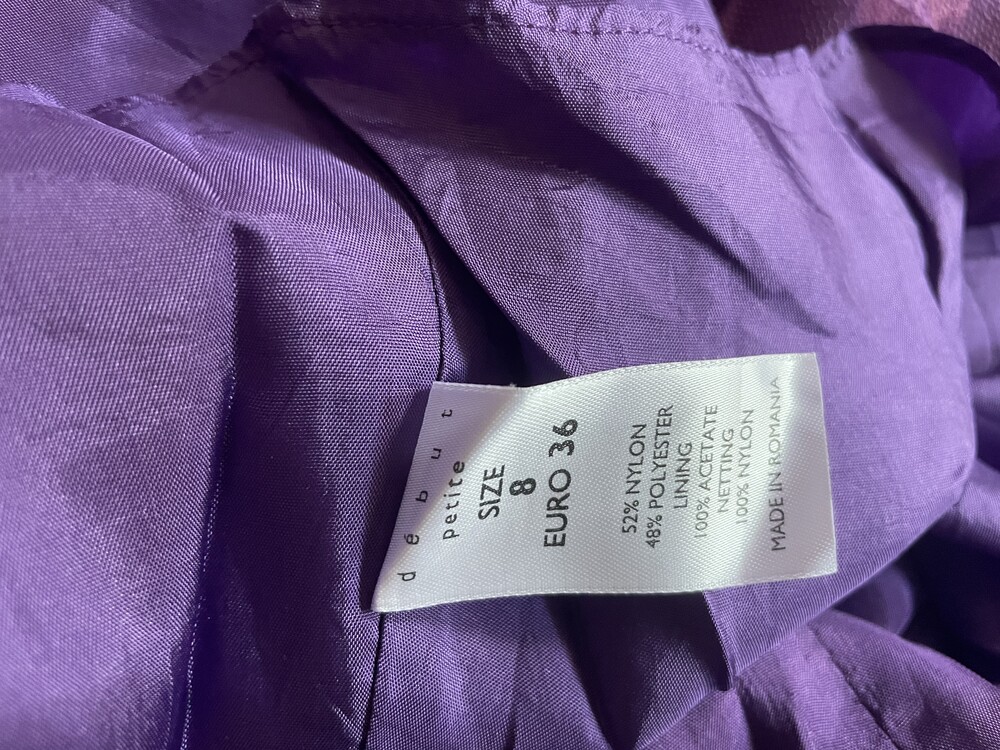 début
petite
SIZE
8
EURO 36
52% NYLON
48% POLYESTER
LINING
100% ACETATE
NETTING
100% NYLON
MADE IN ROMANIA